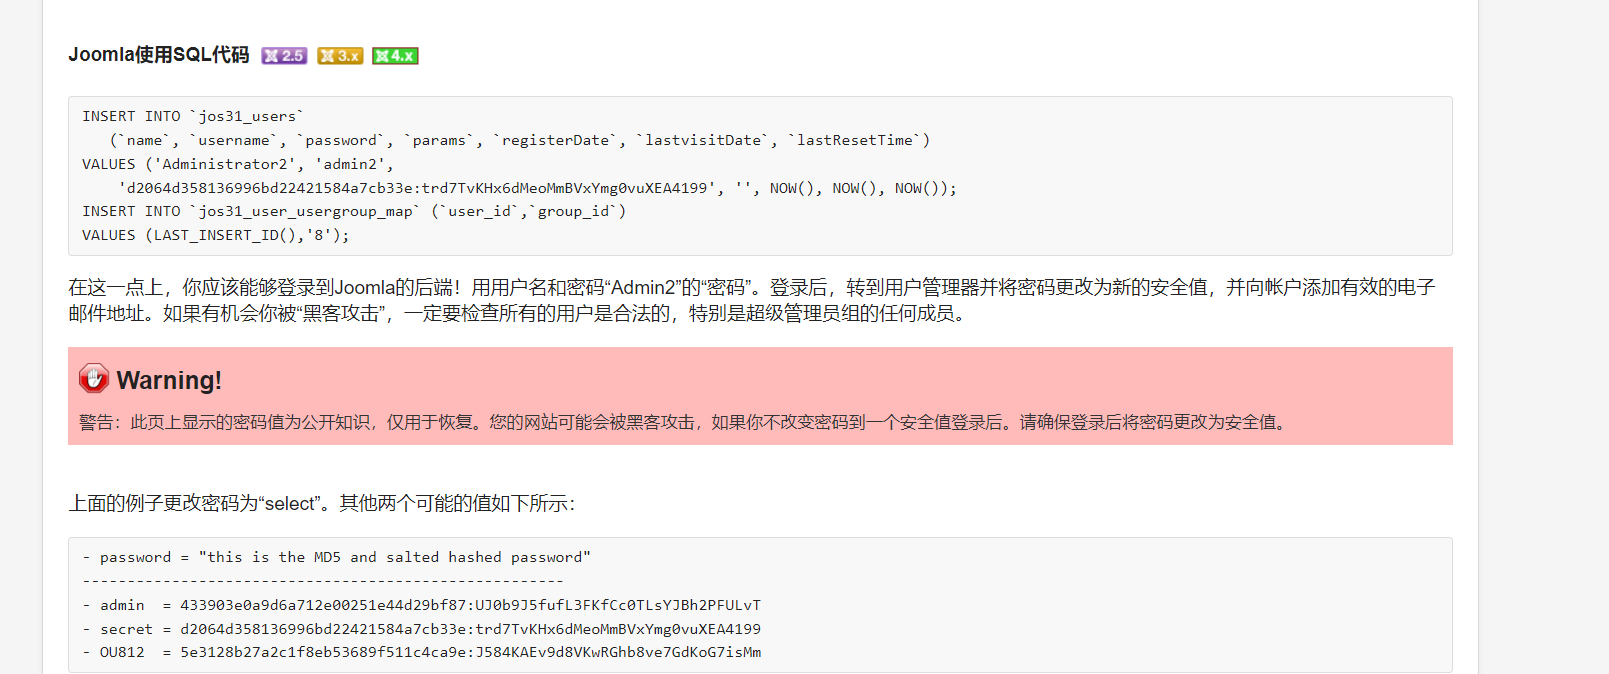 Joomla使用SQL代码 2.5 3.x 4.x
INSERT INTO `jos31_users`
(`name`, `username`, `password`, `params`, `registerDate`, `lastvisitDate`, `lastResetTime`)
VALUES ('Administrator2', 'admin2',
'd2064d358136996bd22421584a7cb33e:trd7TvKHx6dMeoMmBVxYmg0vuXEA4199', '', NOW(), NOW(), NOW());
INSERT INTO `jos31_user_usergroup_map` (`user_id`,`group_id`)
VALUES (LAST_INSERT_ID(),'8');
在这一点上，你应该能够登录到Joomla的后端！用用户名和密码“Admin2”的“密码”。登录后，转到用户管理器并将密码更改为新的安全值，并向帐户添加有效的电子
邮件地址。如果有机会你被“黑客攻击”，一定要检查所有的用户是合法的，特别是超级管理员组的任何成员。
Warning!
警告：此页上显示的密码值为公开知识，仅用于恢复。您的网站可能会被黑客攻击，如果你不改变密码到一个安全值登录后。请确保登录后将密码更改为安全值。
上面的例子更改密码为“select”。其他两个可能的值如下所示：
- password = "this is the MD5 and salted hashed password"
------------------------------------------------------
- admin  = 433903e0a9d6a712e00251e44d29bf87:UJ0b9J5fufL3FKfCc0TLsYJBh2PFULvT
- secret = d2064d358136996bd22421584a7cb33e:trd7TvKHx6dMeoMmBVxYmg0vuXEA4199
- OU812  = 5e3128b27a2c1f8eb53689f511c4ca9e:J584KAEv9d8VKwRGhb8ve7GdKoG7isMm